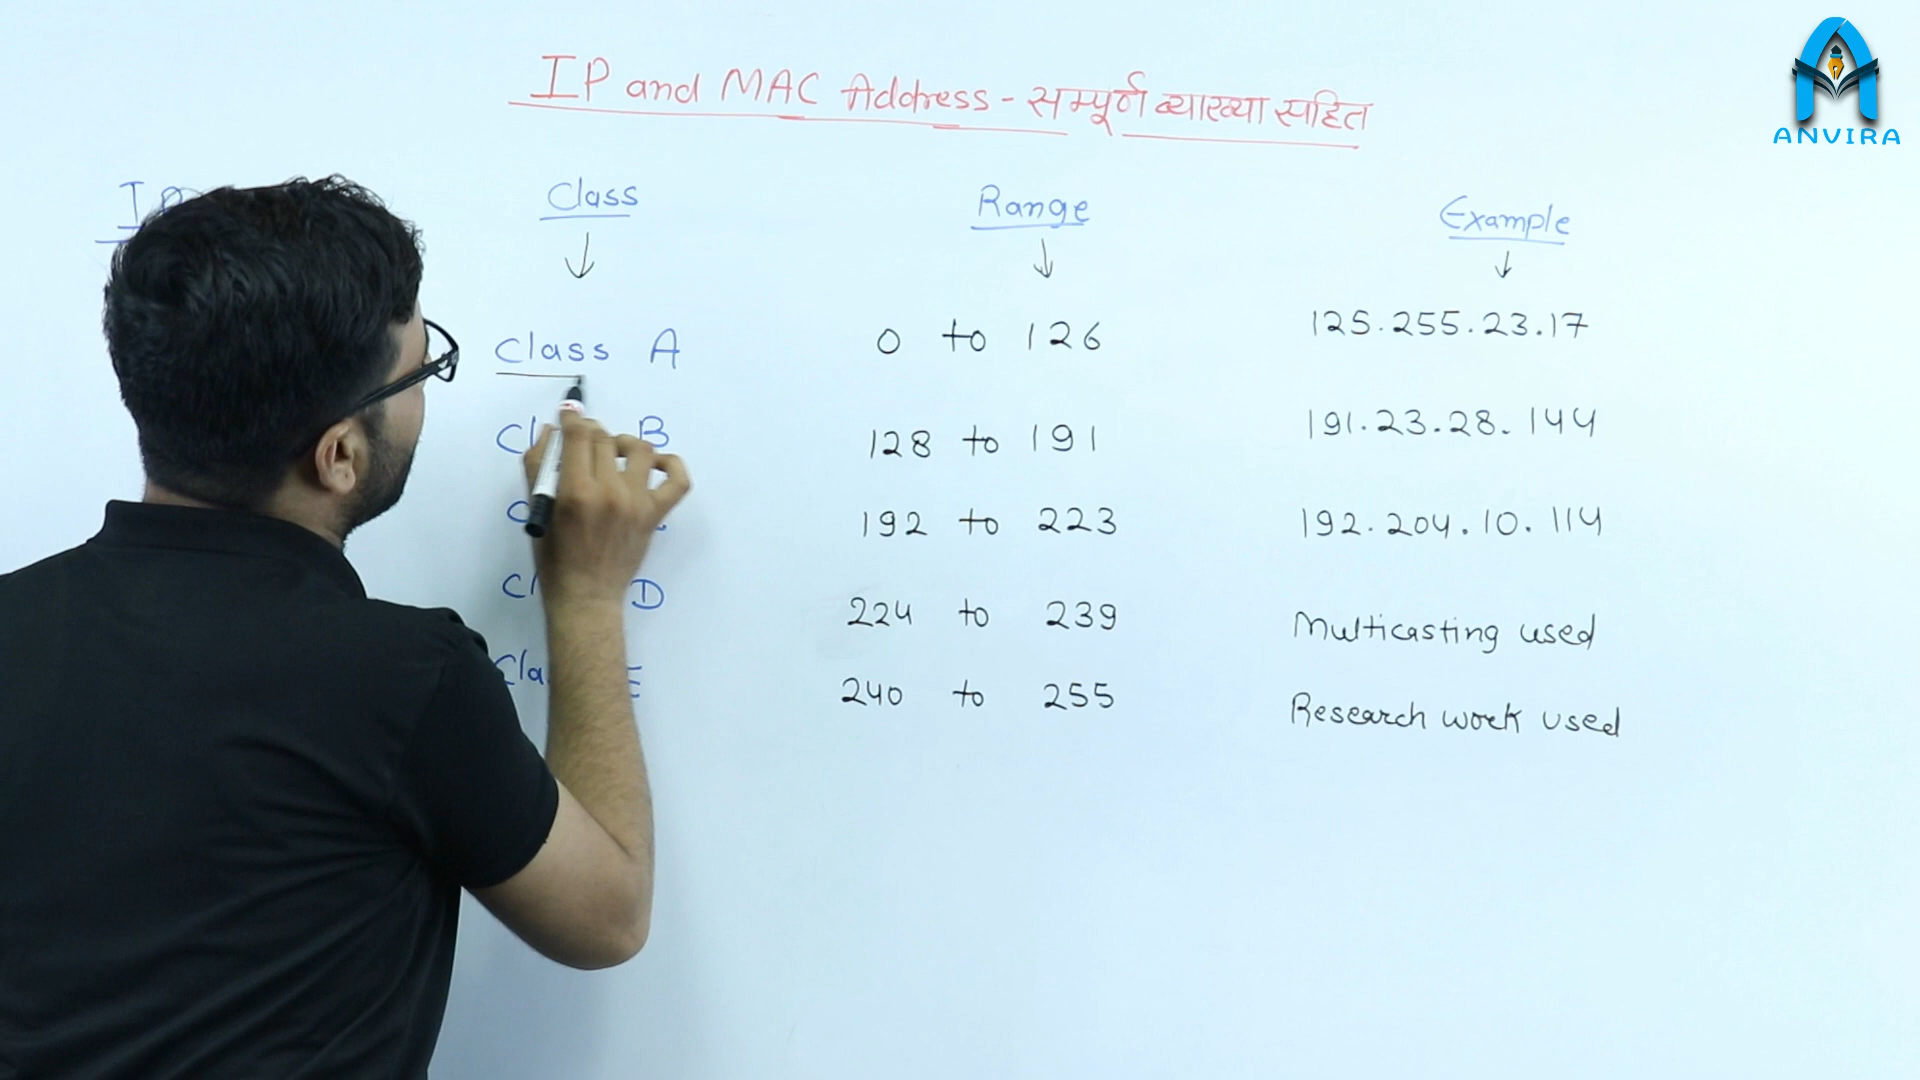 IP and MAC Address - सम्पूर्ण व्याख्या सहित
ANVIRA
Class Range Example
Class A 0 to 126 125.255.23.17
B 128 to 191 191.23.28.144
192 to 223 192.204.10.114
D 224 to 239 Multicasting used
E 240 to 255 Research work used